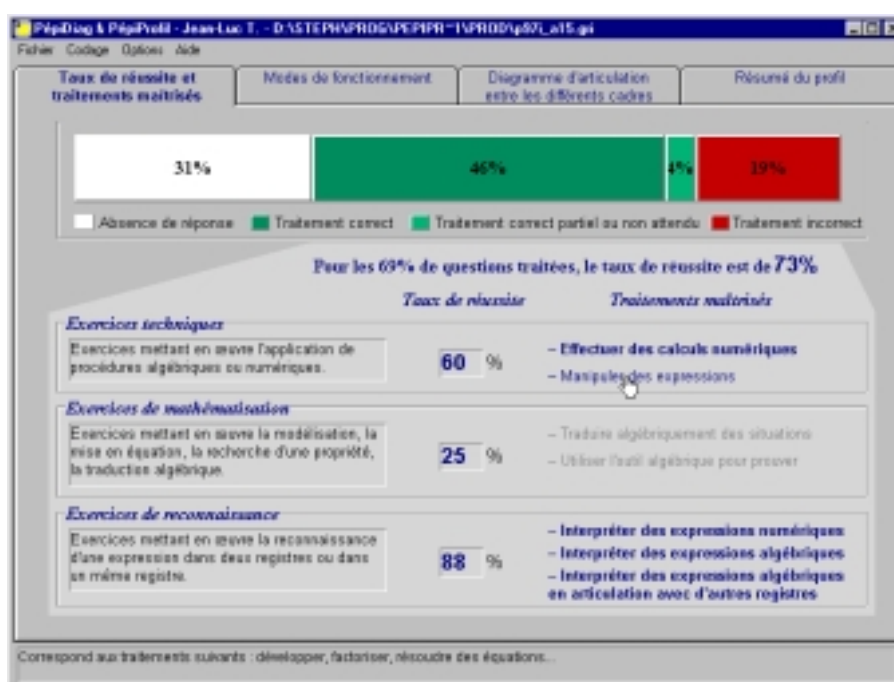 PépiDiag & PépiProfil - Jean-Luc T. - D:\STEPH\PROG\PEPIPR~1\PROD\p97i_a15.gri
Fichier Codage Options Aide
Taux de réussite et traitements maîtrisés
Modes de fonctionnement
Diagramme d'articulation entre les différents cadres
Résumé du profil
31% 46% 4% 19%
Absence de réponse Traitement correct Traitement correct partiel ou non attendu Traitement incorrect
Pour les 69% de questions traitées, le taux de réussite est de 73%
Taux de réussite Traitements maîtrisés
Exercices techniques
Exercices mettant en œuvre l'application de
procédures algébriques ou numériques.
60 %
– Effectuer des calculs numériques
– Manipuler des expressions
Exercices de mathématisation
Exercices mettant en œuvre la modélisation, la
mise en équation, la recherche d'une propriété,
la traduction algébrique.
25 %
– Traduire algébriquement des situations
– Utiliser l'outil algébrique pour prouver
Exercices de reconnaissance
Exercices mettant en œuvre la reconnaissance
d'une expression dans deux registres ou dans
un même registre.
88 %
– Interpréter des expressions numériques
– Interpréter des expressions algébriques
– Interpréter des expressions algébriques
en articulation avec d'autres registres
Correspond aux traitements suivants : développer, factoriser, résoudre des équations...